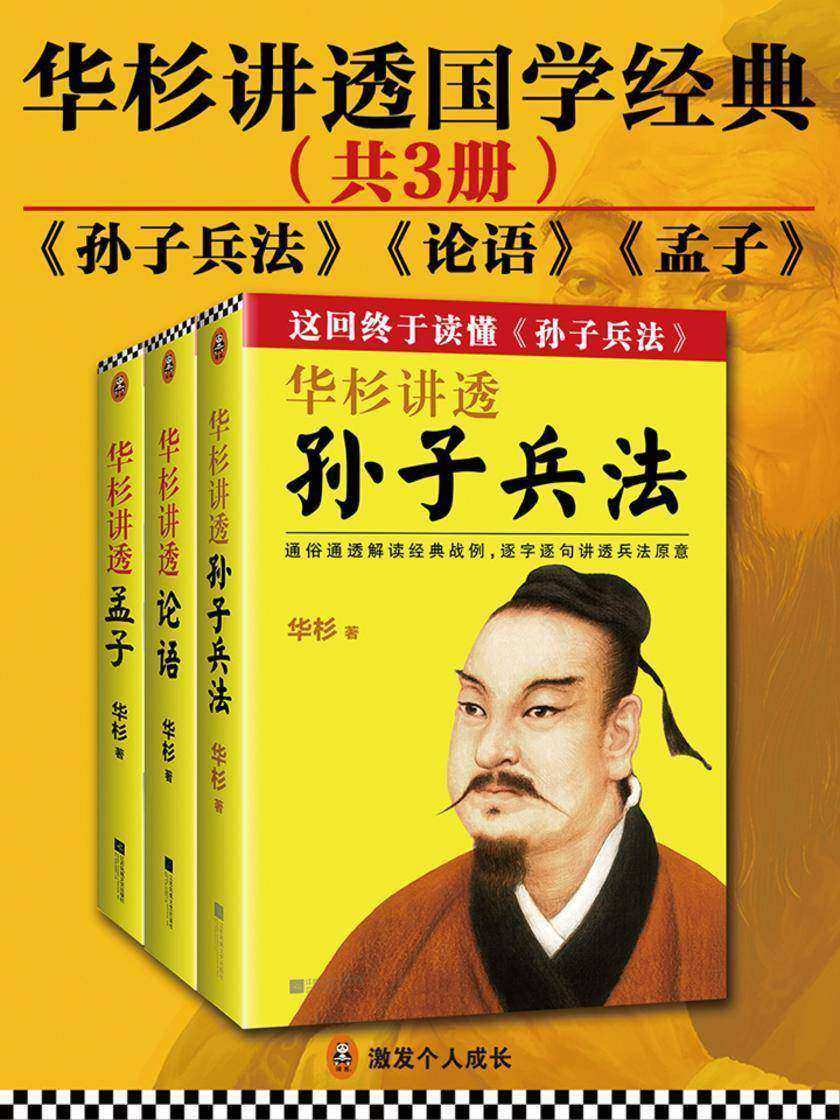 华杉讲透国学经典
（共3册）
《孙子兵法》《论语》《孟子》
这回终于读懂《孙子兵法》
华杉讲透
孙子兵法
通俗通透解读经典战例，逐字逐句讲透兵法原意
华杉 著
华杉讲透 孟子 华杉 著
华杉讲透 论语 华杉 著
华杉讲透 孙子兵法 华杉 著
激发个人成长